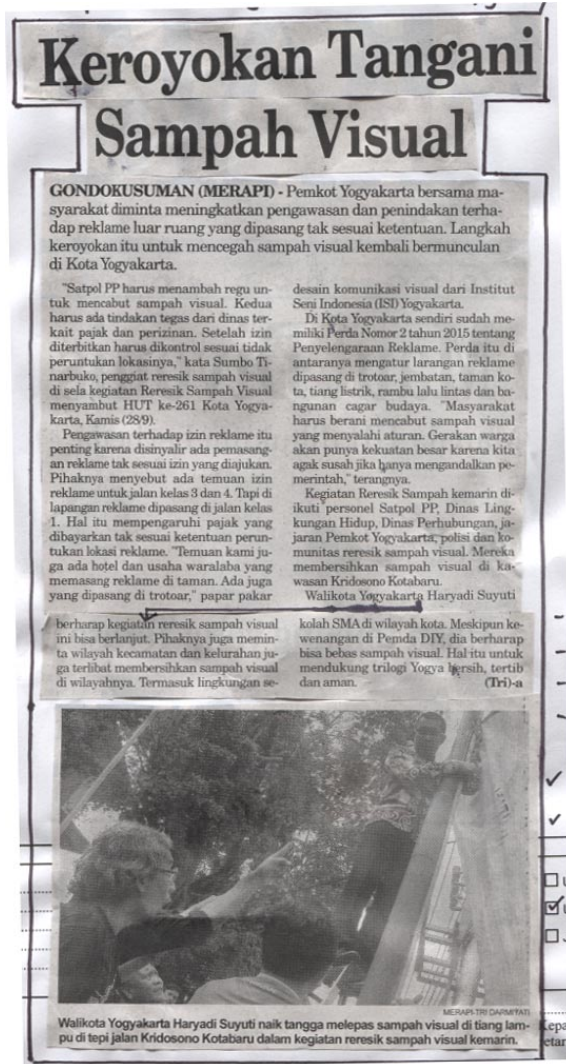 Keroyokan Tangani
Sampah Visual
GONDOKUSUMAN (MERAPI) - Pemkot Yogyakarta bersama ma-
syarakat diminta meningkatkan pengawasan dan penindakan terha-
dap reklame luar ruang yang dipasang tak sesuai ketentuan. Langkah
keroyokan itu untuk mencegah sampah visual kembali bermunculan
di Kota Yogyakarta.
"Satpol PP harus menambah regu un-
tuk mencabut sampah visual. Kedua
harus ada tindakan tegas dari dinas ter-
kait pajak dan perizinan. Setelah izin
diterbitkan harus dikontrol sesuai tidak
peruntukan lokasinya," kata Sumbo Ti-
narbuko, penggiat reresik sampah visual
di sela kegiatan Reresik Sampah Visual
menyambut HUT ke-261 Kota Yogya-
karta, Kamis (28/9).
Pengawasan terhadap izin reklame itu
penting karena disinyalir ada pemasang-
an reklame tak sesuai izin yang diajukan.
Pihaknya menyebut ada temuan izin
reklame untuk jalan kelas 3 dan 4. Tapi di
lapangan reklame dipasang di jalan kelas
1. Hal itu mempengaruhi pajak yang
dibayarkan tak sesuai ketentuan perun-
tukan lokasi reklame. "Temuan kami ju-
ga ada hotel dan usaha waralaba yang
memasang reklame di taman. Ada juga
yang dipasang di trotoar," papar pakar
desain komunikasi visual dari Institut
Seni Indonesia (ISI) Yogyakarta.
Di Kota Yogyakarta sendiri sudah me-
miliki Perda Nomor 2 tahun 2015 tentang
Penyelengaraan Reklame. Perda itu di
antaranya mengatur larangan reklame
dipasang di trotoar, jembatan, taman ko-
ta, tiang listrik, rambu lalu lintas dan ba-
ngunan cagar budaya. "Masyarakat
harus berani mencabut sampah visual
yang menyalahi aturan. Gerakan warga
akan punya kekuatan besar karena kita
agak susah jika hanya mengandalkan pe-
merintah," terangnya.
Kegiatan Reresik Sampah kemarin di-
ikuti personel Satpol PP, Dinas Ling-
kungan Hidup, Dinas Perhubungan, ja-
jaran Pemkot Yogyakarta, polisi dan ko-
munitas reresik sampah visual. Mereka
membersihkan sampah visual di ka-
wasan Kridosono Kotabaru.
Walikota Yogyakarta Haryadi Suyuti
berharap kegiatan reresik sampah visual
ini bisa berlanjut. Pihaknya juga memin-
ta wilayah kecamatan dan kelurahan ju-
ga terlibat membersihkan sampah visual
di wilayahnya. Termasuk lingkungan se-
kolah SMA di wilayah kota. Meskipun ke-
wenangan di Pemda DIY, dia berharap
bisa bebas sampah visual. Hal itu untuk
mendukung trilogi Yogya bersih, tertib
dan aman. (Tri)-a
MERAPI-TRI DARMIYATI
Walikota Yogyakarta Haryadi Suyuti naik tangga melepas sampah visual di tiang lam-
pu di tepi jalan Kridosono Kotabaru dalam kegiatan reresik sampah visual kemarin.